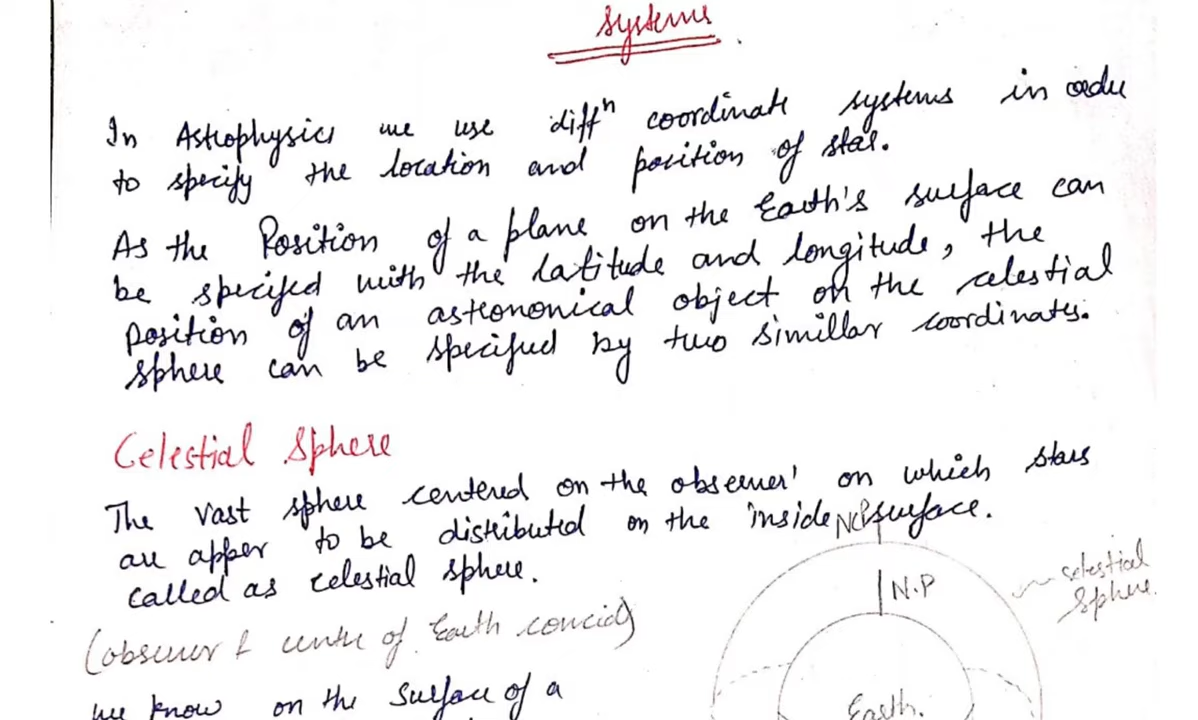 Systems
In Astrophysics we use diffⁿ coordinate systems in order
to specify the location and position of star.
As the Position of a plane on the Earth's surface can
be specifed with the latitude and longitude, the
position of an astronomical object on the celestial
sphere can be specified by two simillar coordinates.
Celestial Sphere
The vast sphere centered on the observer' on which stars
are apper to be distributed on the inside surface.
called as celestial sphere.
NCP
N.P
celestial
sphere.
(observer & centre of Earth concid)
Earth.
we know on the surface of a